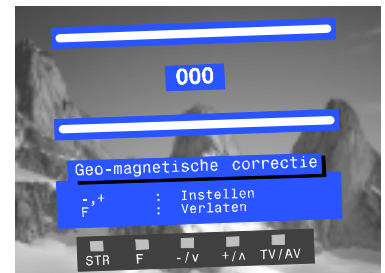 000
Geo-magnetische correctie
-,+ : Instellen
F : Verlaten
STR F -/v +/ʌ TV/AV